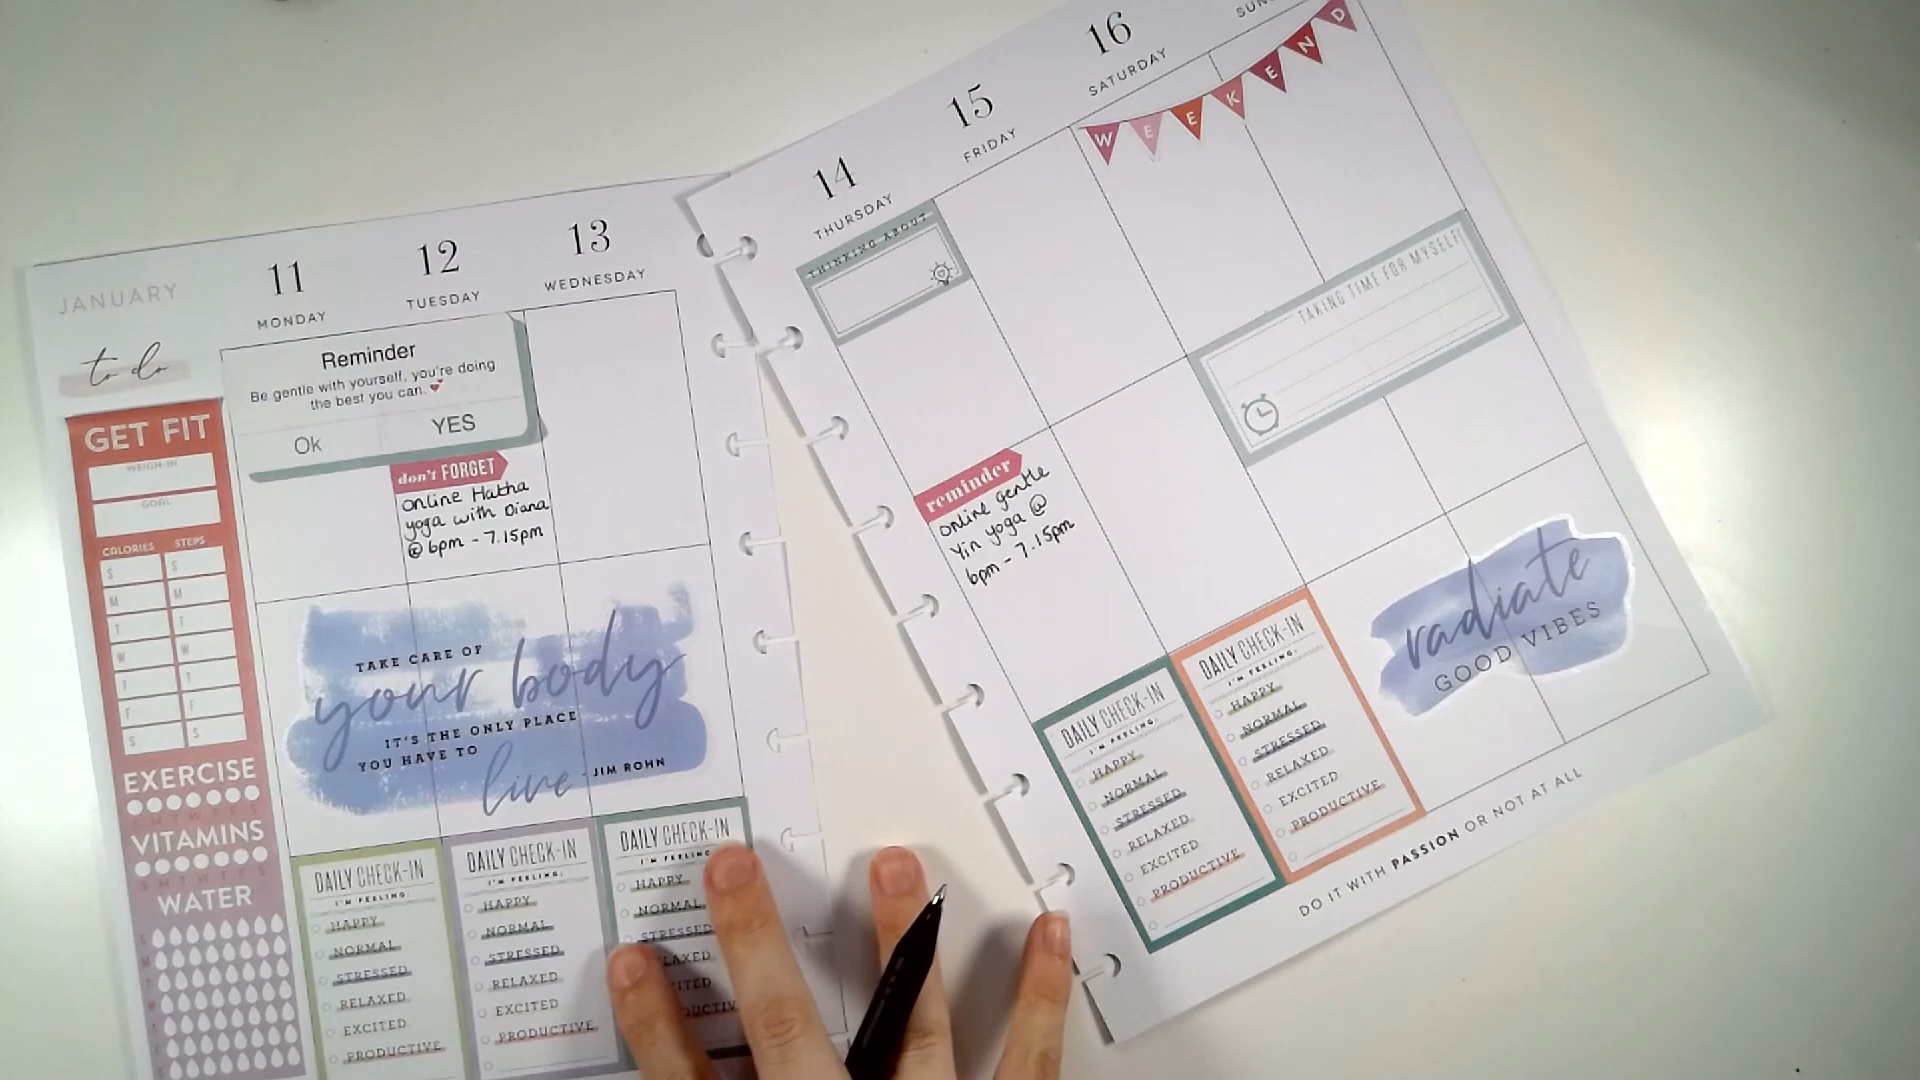 JANUARY
11
MONDAY
12
TUESDAY
13
WEDNESDAY
to do
Reminder
Be gentle with yourself, you're doing
the best you can.
Ok
YES
GET FIT
WEIGH-IN
GOAL
CALORIES STEPS
S S
M M
T T
W W
T T
F F
S S
EXERCISE
S M T W T F S
VITAMINS
S M T W T F S
WATER
don't FORGET
online Hatha
yoga with Diana
@ 6pm - 7.15pm
TAKE CARE OF
your body
IT'S THE ONLY PLACE
YOU HAVE TO
live - JIM ROHN
DAILY CHECK-IN
I'M FEELING:
HAPPY
NORMAL
STRESSED
RELAXED
EXCITED
PRODUCTIVE
DAILY CHECK-IN
I'M FEELING:
HAPPY
NORMAL
STRESSED
RELAXED
EXCITED
PRODUCTIVE
DAILY CHECK-IN
I'M FEELING
HAPPY
NORMAL
STRESSED
14
THURSDAY
15
FRIDAY
16
SATURDAY
SUN
THINKING ABOUT
WEEKEND
TAKING TIME FOR MYSELF
reminder
online gentle
Yin yoga @
6pm - 7.15pm
DAILY CHECK-IN
I'M FEELING:
HAPPY
NORMAL
STRESSED
RELAXED
EXCITED
PRODUCTIVE
DAILY CHECK-IN
I'M FEELING:
HAPPY
NORMAL
STRESSED
RELAXED
EXCITED
PRODUCTIVE
radiate
GOOD VIBES
DO IT WITH PASSION OR NOT AT ALL